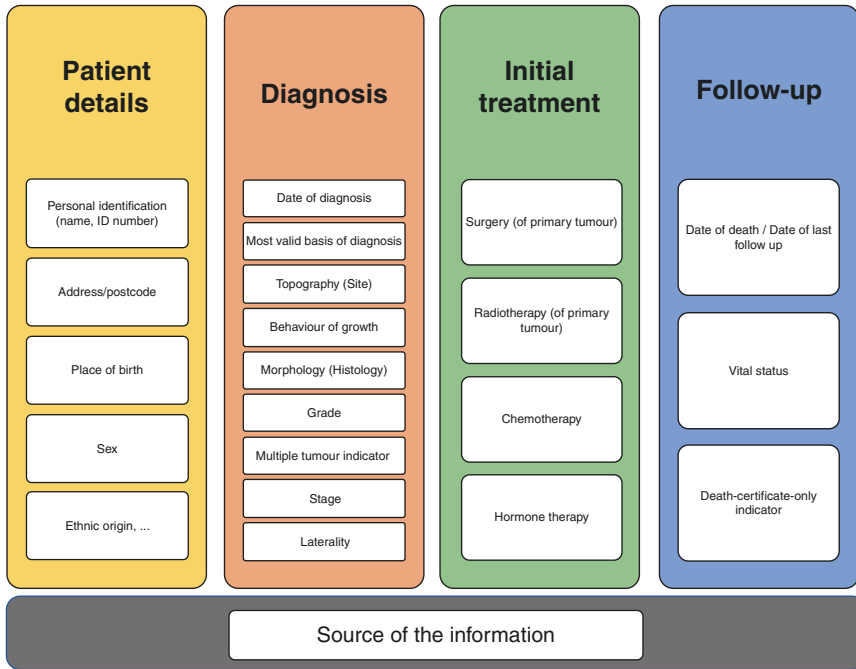 Patient
details
Personal identification
(name, ID number)
Address/postcode
Place of birth
Sex
Ethnic origin, ...
Diagnosis
Date of diagnosis
Most valid basis of diagnosis
Topography (Site)
Behaviour of growth
Morphology (Histology)
Grade
Multiple tumour indicator
Stage
Laterality
Initial
treatment
Surgery (of primary tumour)
Radiotherapy (of primary
tumour)
Chemotherapy
Hormone therapy
Follow-up
Date of death / Date of last
follow up
Vital status
Death-certificate-only
indicator
Source of the information